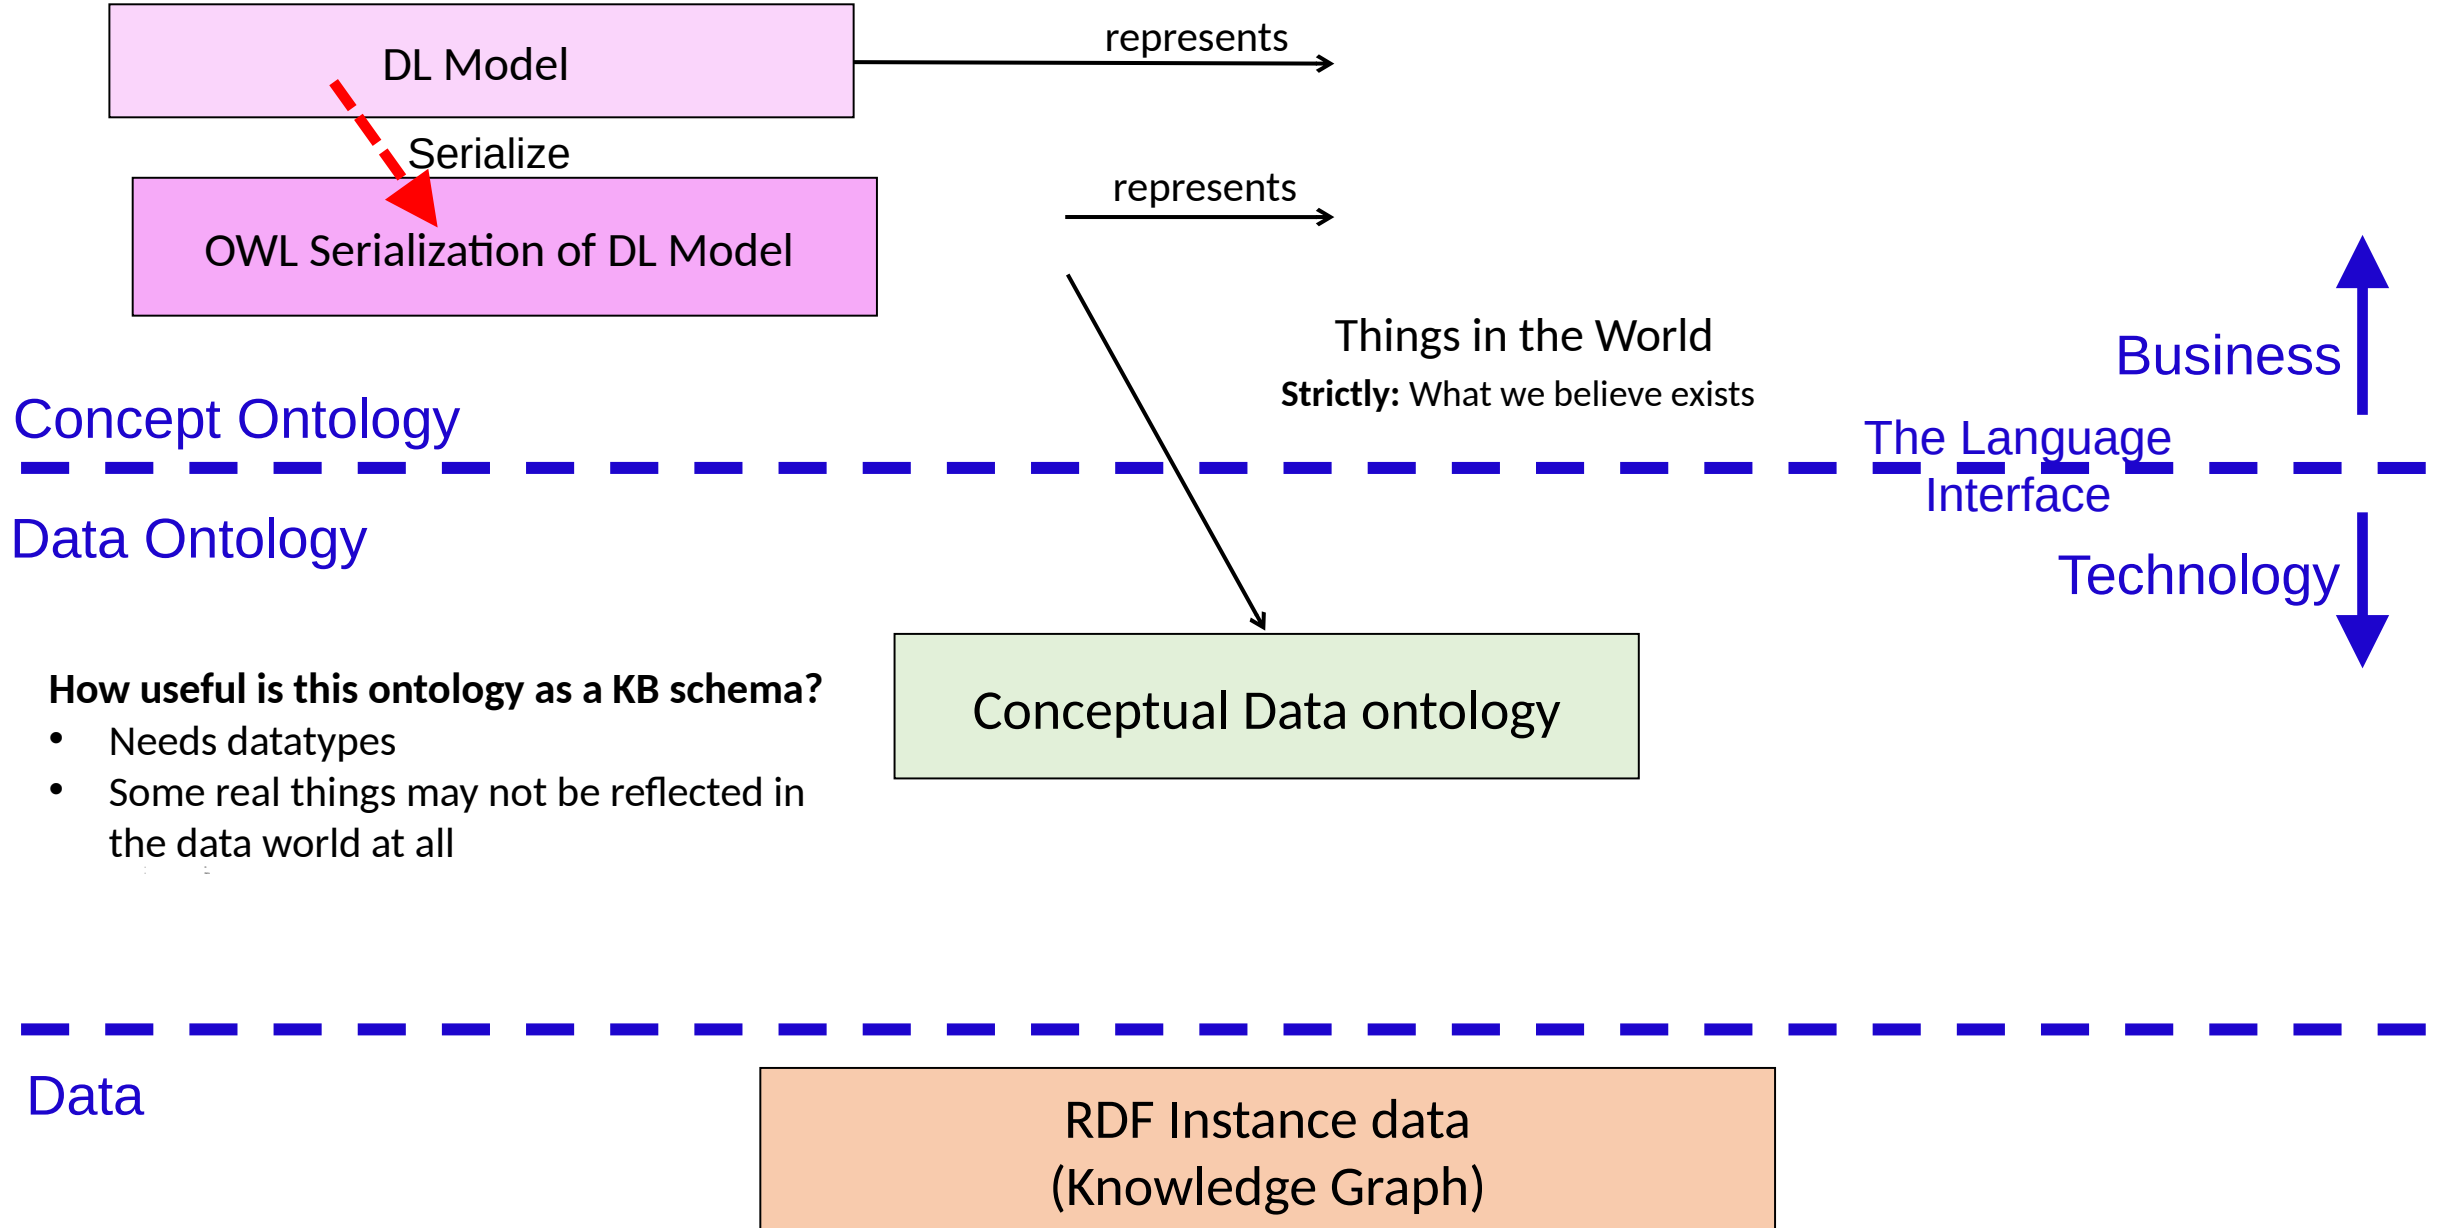 DL Model
represents
Serialize
represents
OWL Serialization of DL Model
Things in the World
Strictly: What we believe exists
Business
Concept Ontology
The Language
Interface
Data Ontology
Technology
How useful is this ontology as a KB schema?
• Needs datatypes
• Some real things may not be reflected in
the data world at all
Conceptual Data ontology
Data
RDF Instance data
(Knowledge Graph)